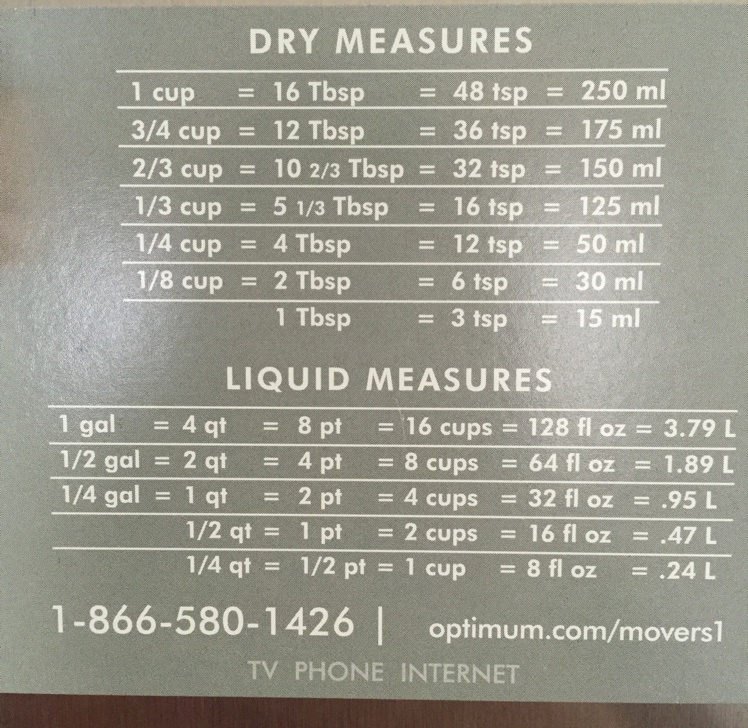 DRY MEASURES
1 cup = 16 Tbsp = 48 tsp = 250 ml
3/4 cup = 12 Tbsp = 36 tsp = 175 ml
2/3 cup = 10 2/3 Tbsp = 32 tsp = 150 ml
1/3 cup = 5 1/3 Tbsp = 16 tsp = 125 ml
1/4 cup = 4 Tbsp = 12 tsp = 50 ml
1/8 cup = 2 Tbsp = 6 tsp = 30 ml
1 Tbsp = 3 tsp = 15 ml
LIQUID MEASURES
1 gal = 4 qt = 8 pt = 16 cups = 128 fl oz = 3.79 L
1/2 gal = 2 qt = 4 pt = 8 cups = 64 fl oz = 1.89 L
1/4 gal = 1 qt = 2 pt = 4 cups = 32 fl oz = .95 L
1/2 qt = 1 pt = 2 cups = 16 fl oz = .47 L
1/4 qt = 1/2 pt = 1 cup = 8 fl oz = .24 L
1-866-580-1426 | optimum.com/movers1
TV PHONE INTERNET